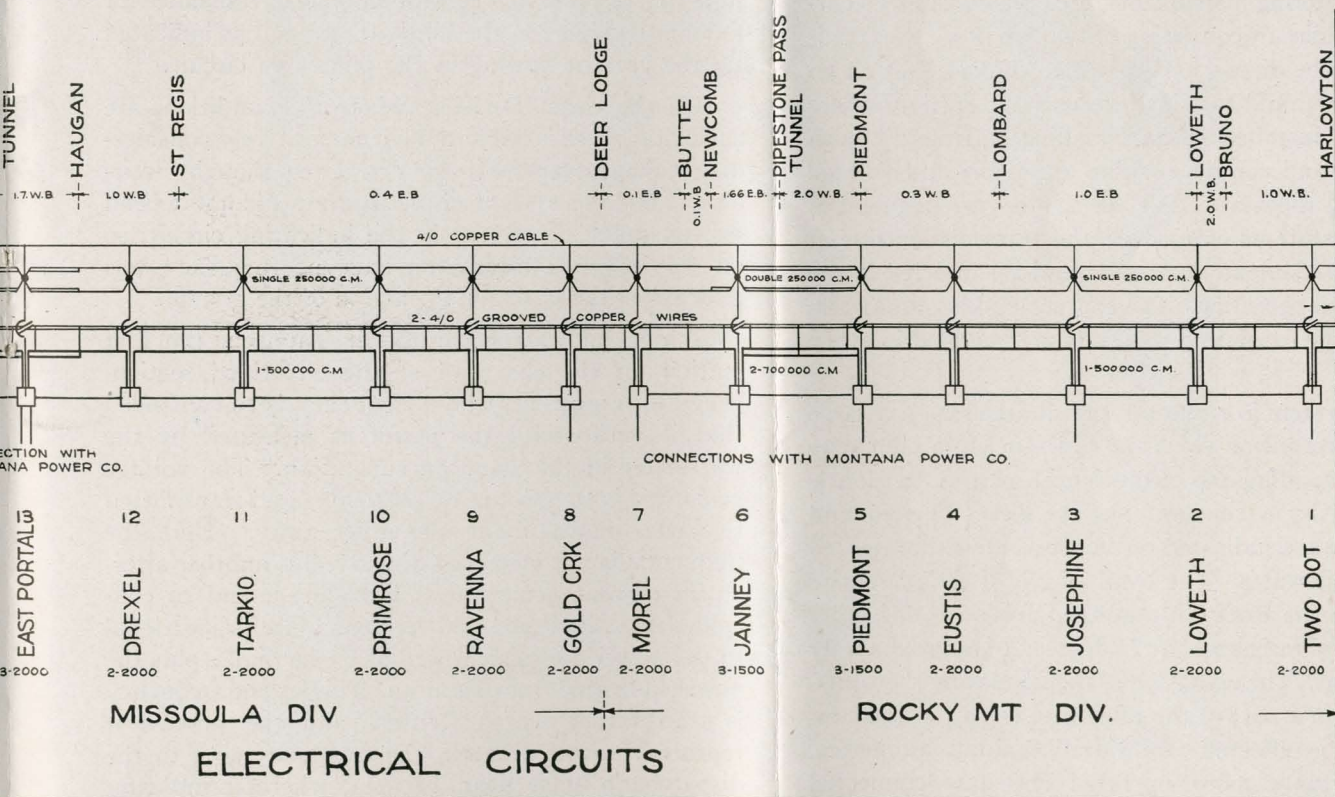 TUNNEL
HAUGAN
ST REGIS
DEER LODGE
BUTTE
NEWCOMB
PIPESTONE PASS
TUNNEL
PIEDMONT
LOMBARD
LOWETH
BRUNO
HARLOWTON
1.7. W.B
1.0 W.B
0.4 E.B
0.1 E.B
0.1 W.B
1.66 E.B.
2.0 W.B.
0.3 W.B
1.0 E.B
2.0 W.B.
1.0 W.B.
4/0 COPPER CABLE
SINGLE 250000 C.M.
DOUBLE 250000 C.M.
SINGLE 250000 C.M.
2-4/0 GROOVED COPPER WIRES
1-500000 C.M
2-700000 C.M
1-500000 C.M.
ECTION WITH
ANA POWER CO.
CONNECTIONS WITH MONTANA POWER CO.
13 12 11 10 9 8 7 6 5 4 3 2 1
EAST PORTAL
DREXEL
TARKIO.
PRIMROSE
RAVENNA
GOLD CRK
MOREL
JANNEY
PIEDMONT
EUSTIS
JOSEPHINE
LOWETH
TWO DOT
3-2000 2-2000 2-2000 2-2000 2-2000 2-2000 2-2000 3-1500 3-1500 2-2000 2-2000 2-2000 2-2000
MISSOULA DIV
ROCKY MT DIV.
ELECTRICAL CIRCUITS